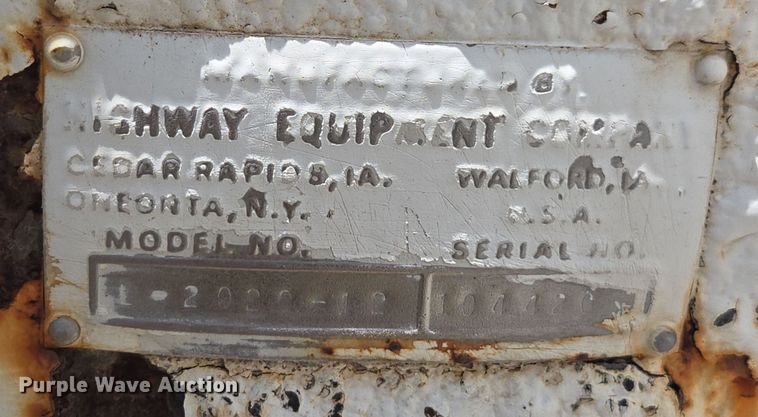 HIGHWAY EQUIPMENT COMPANY
CEDAR RAPIDS, IA. WALFORD, IA
ONEONTA, N.Y. U.S.A.
MODEL NO. SERIAL NO.
Purple Wave Auction